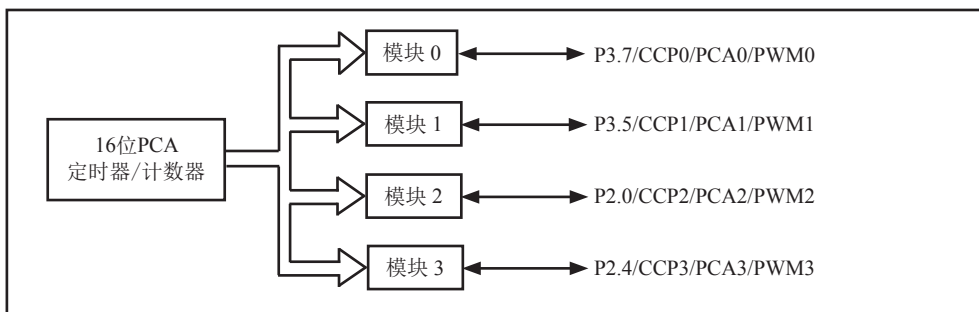 模块 0
P3.7/CCP0/PCA0/PWM0
模块 1
P3.5/CCP1/PCA1/PWM1
16位PCA
定时器/计数器
模块 2
P2.0/CCP2/PCA2/PWM2
模块 3
P2.4/CCP3/PCA3/PWM3